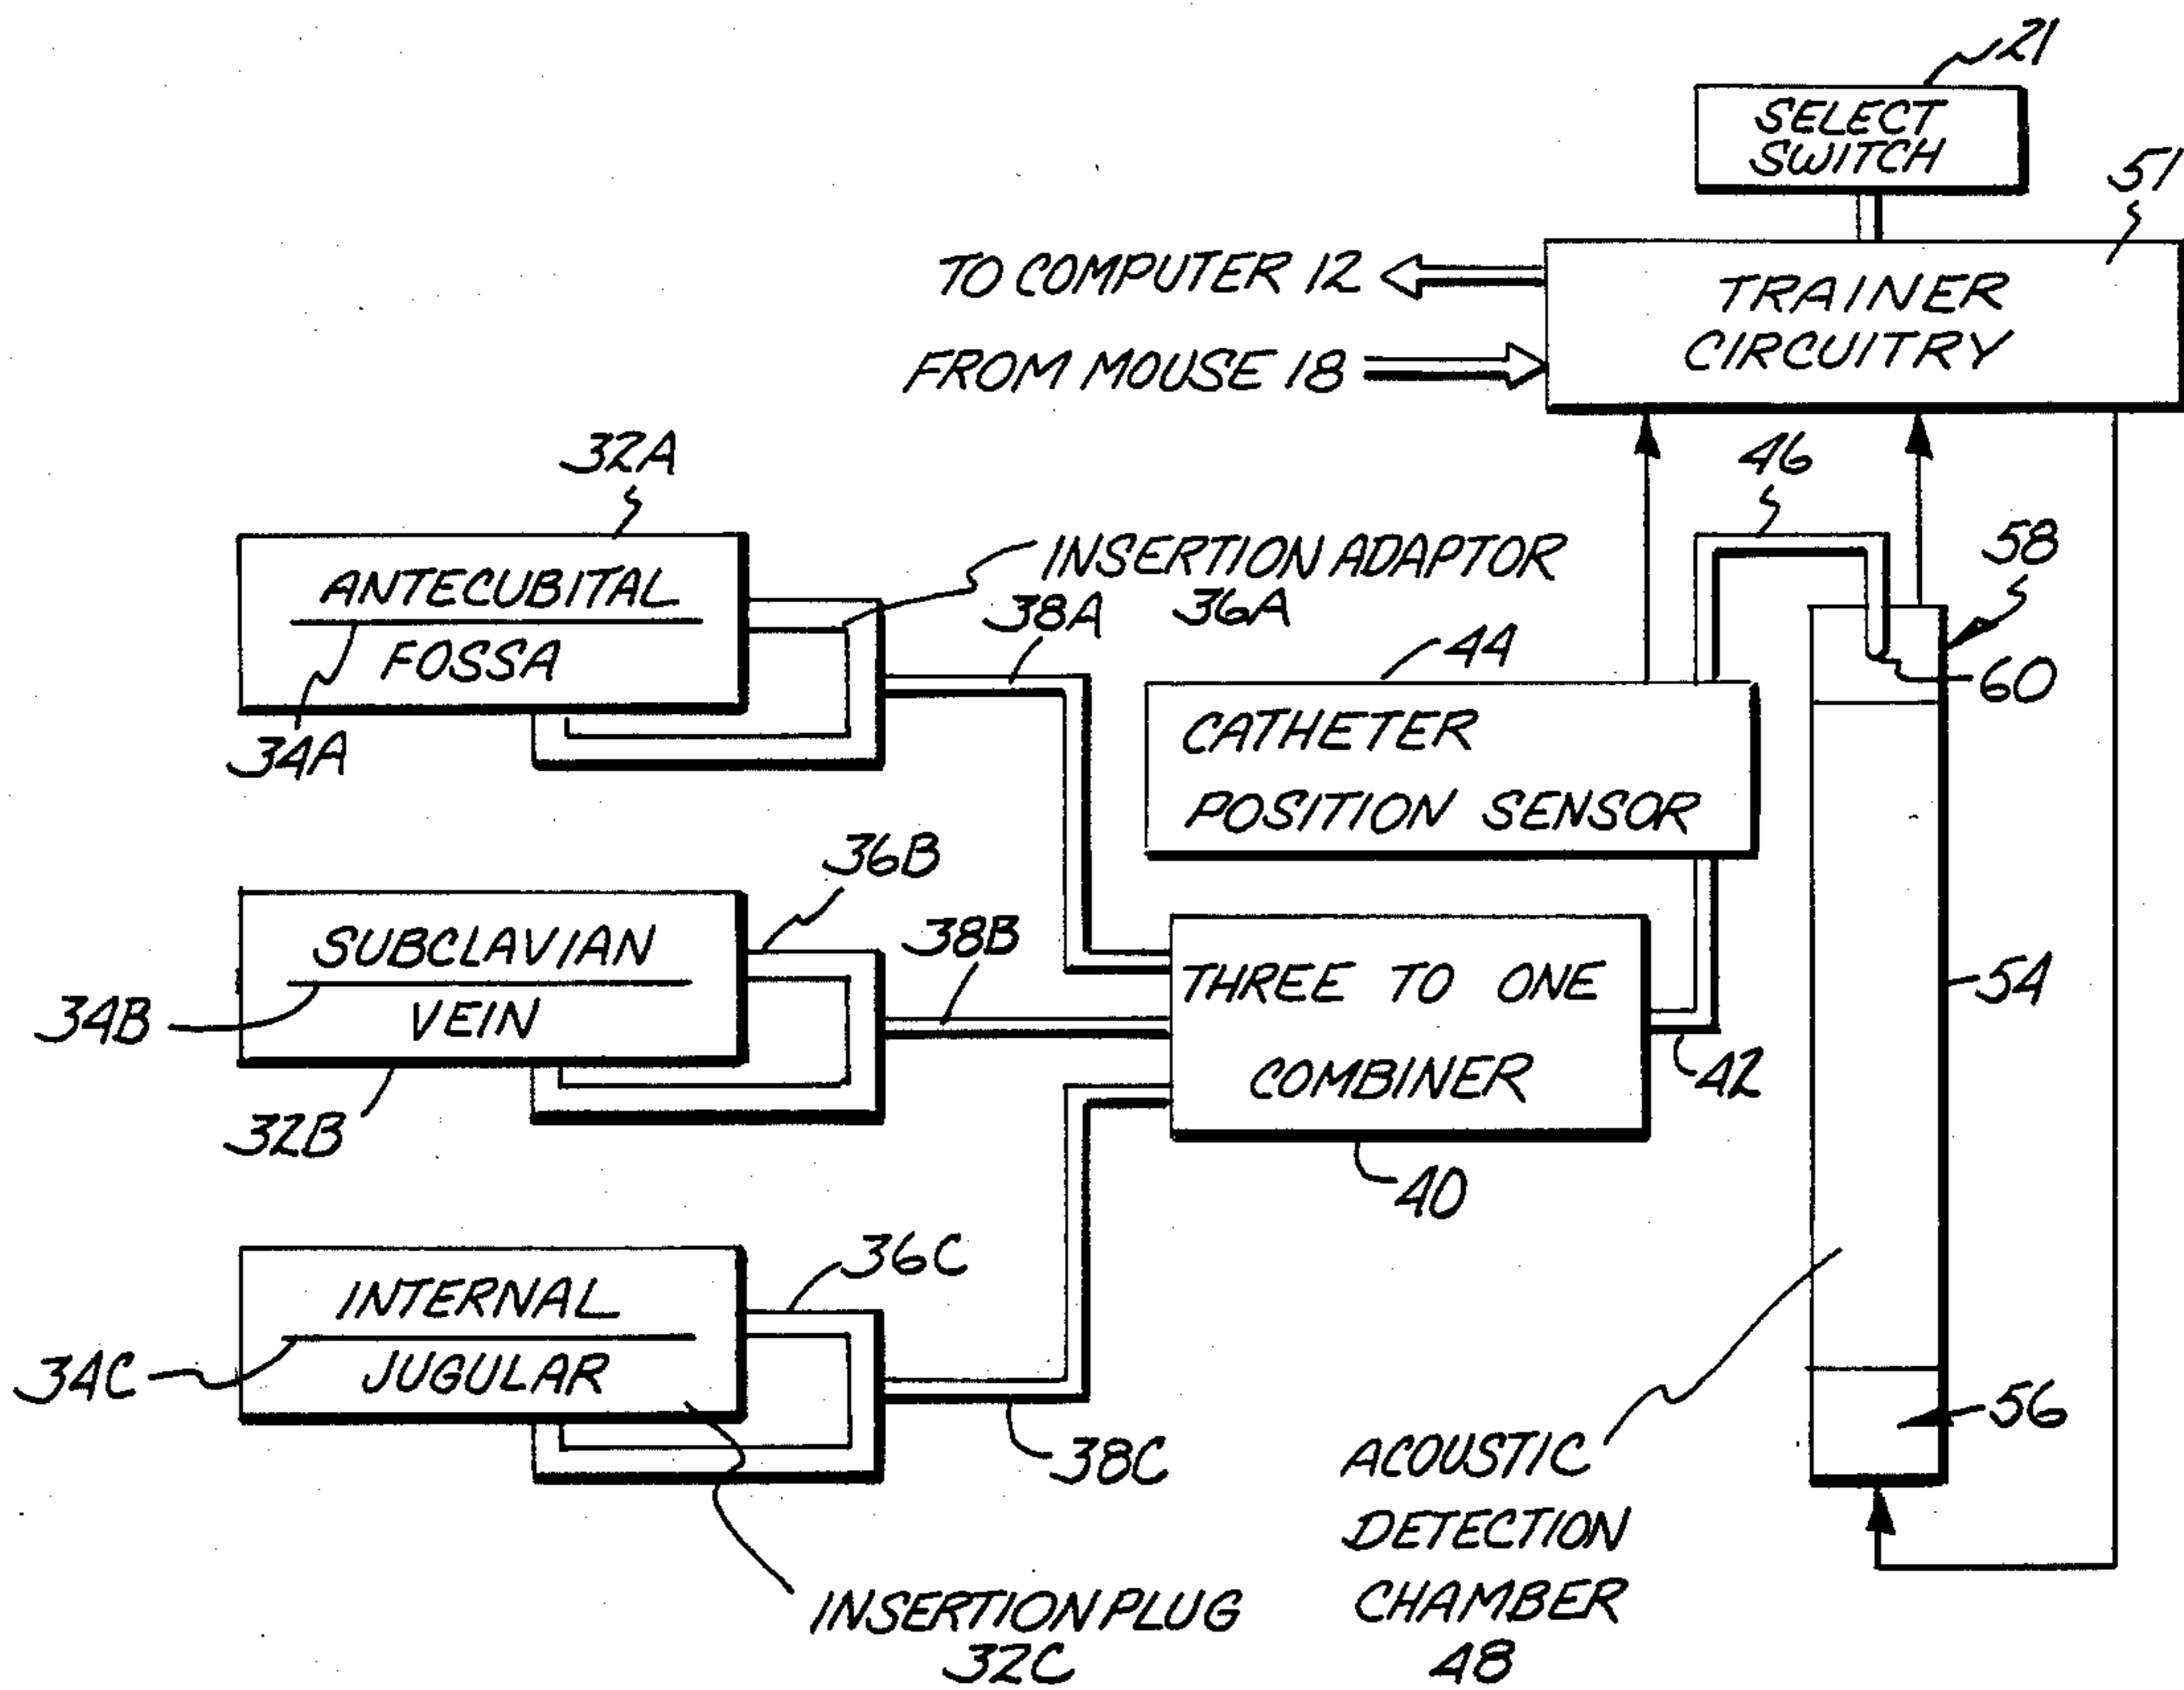 21
SELECT
SWITCH
51
TO COMPUTER 12
TRAINER
CIRCUITRY
FROM MOUSE 18
32A
46
INSERTION ADAPTOR
36A
58
ANTECUBITAL
FOSSA
38A
44
60
34A
CATHETER
POSITION SENSOR
36B
38B
SUBCLAVIAN
VEIN
34B
THREE TO ONE
COMBINER
54
42
32B
40
36C
INTERNAL
JUGULAR
34C
56
38C
ACOUSTIC
DETECTION
CHAMBER
48
INSERTION PLUG
32C